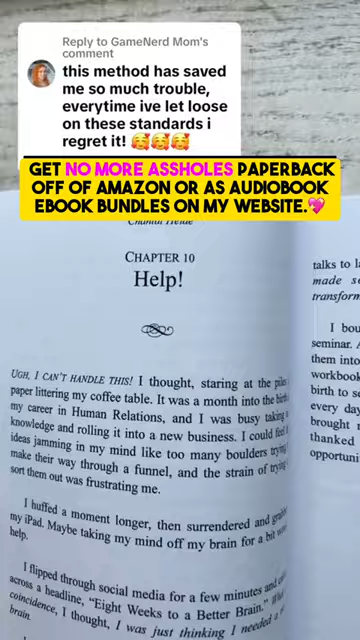 Reply to GameNerd Mom's
comment
this method has saved
me so much trouble,
everytime ive let loose
on these standards i
regret it! 🥰🥰🥰
GET NO MORE ASSHOLES PAPERBACK
OFF OF AMAZON OR AS AUDIOBOOK
EBOOK BUNDLES ON MY WEBSITE.💖
Chantal Heide
CHAPTER 10
Help!
UGH, I CAN'T HANDLE THIS! I thought, staring at the piles
paper littering my coffee table. It was a month into the birth
my career in Human Relations, and I was busy taking
knowledge and rolling it into a new business. I could feel
ideas jamming in my mind like too many boulders trying
make their way through a funnel, and the strain of trying
sort them out was frustrating me.
I huffed a moment longer, then surrendered and
my iPad. Maybe taking my mind off my brain for a bit
help.
I flipped through social media for a few minutes and
across a headline, "Eight Weeks to a Better Brain."
coincidence, I thought, I was just thinking I needed a
brain.
talks to
made
transform
I
seminar.
them into
workbook
birth to
every day
brought
thanked
opportuni